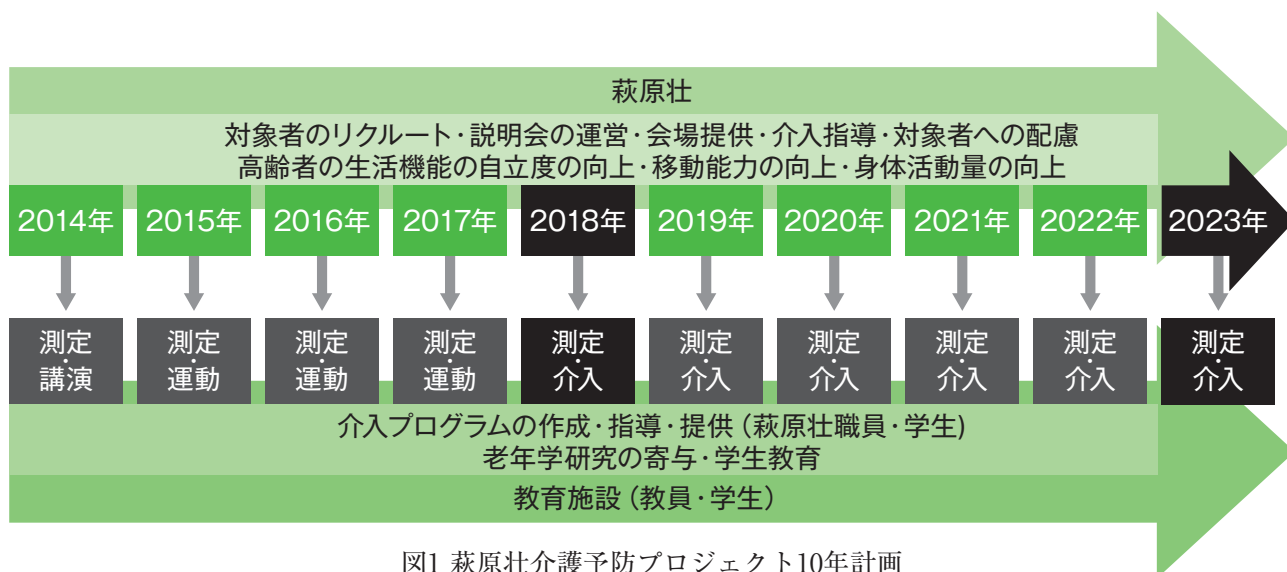 萩原壮
対象者のリクルート・説明会の運営・会場提供・介入指導・対象者への配慮
高齢者の生活機能の自立度の向上・移動能力の向上・身体活動量の向上
2014年 2015年 2016年 2017年 2018年 2019年 2020年 2021年 2022年 2023年
測定・講演
測定・運動
測定・運動
測定・運動
測定・介入
測定・介入
測定・介入
測定・介入
測定・介入
測定・介入
介入プログラムの作成・指導・提供（萩原壮職員・学生)
老年学研究の寄与・学生教育
教育施設（教員・学生）
図1 萩原壮介護予防プロジェクト10年計画